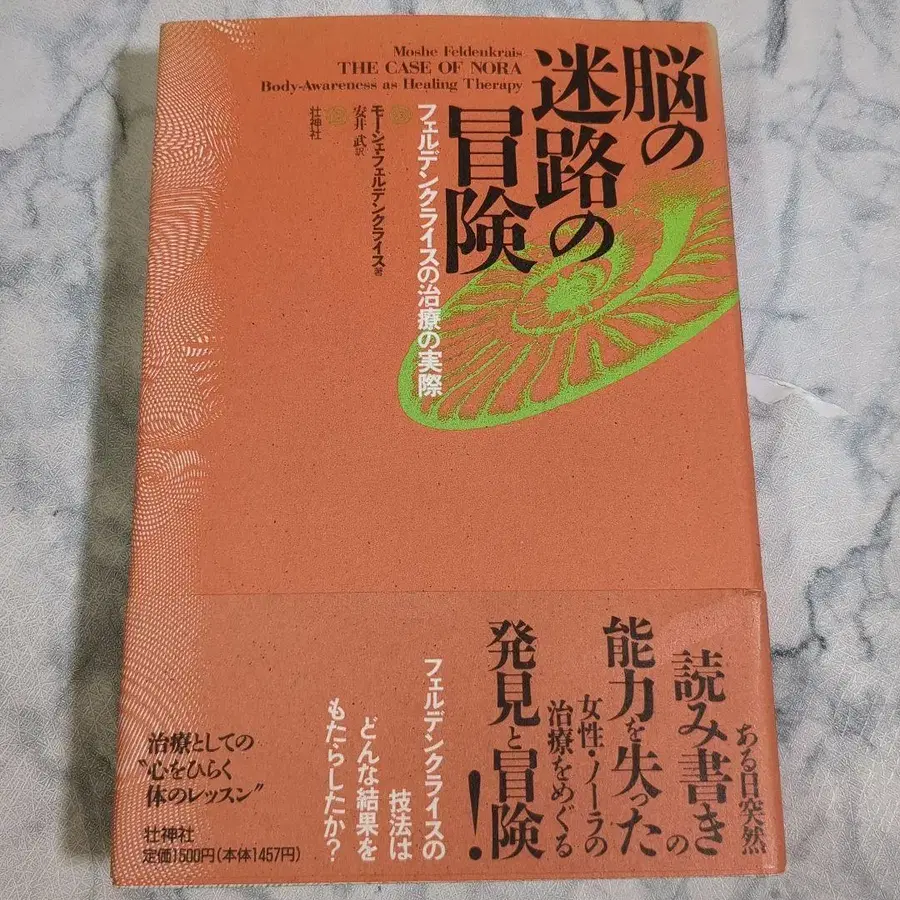 Moshe Feldenkrais
THE CASE OF NORA
Body-Awareness as Healing Therapy
脳の
迷路の
冒険
フェルデンクライスの治療の実際
モーシェ・フェルデンクライス著
安井 武訳
壮神社
ある日突然
読み書きの
能力を失った
女性・ノーラの
治療をめぐる
発見と冒険!
フェルデンクライスの
技法は
どんな結果を
もたらしたか?
治療としての
〝心をひらく
体のレッスン〟
壮神社
定価1500円(本体1457円)